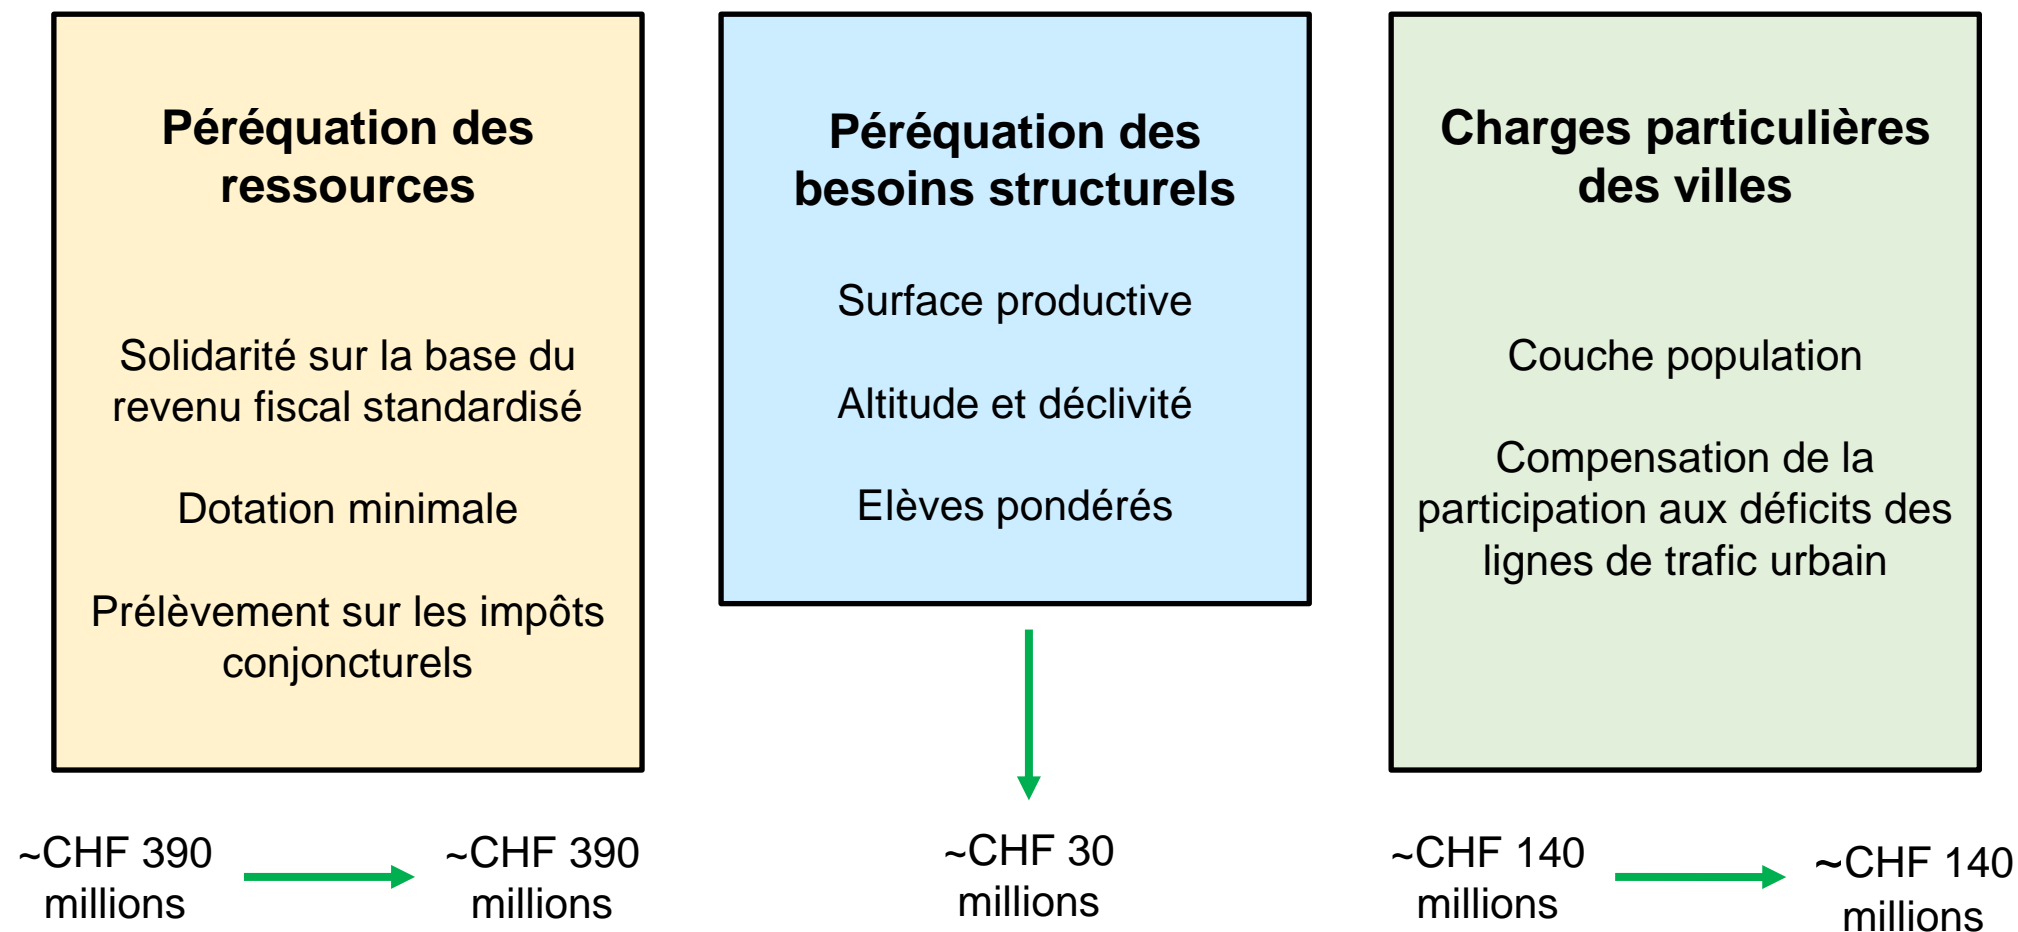 Péréquation des
ressources
Solidarité sur la base du
revenu fiscal standardisé
Dotation minimale
Prélèvement sur les impôts
conjoncturels
Péréquation des
besoins structurels
Surface productive
Altitude et déclivité
Elèves pondérés
Charges particulières
des villes
Couche population
Compensation de la
participation aux déficits des
lignes de trafic urbain
~CHF 390
millions
~CHF 390
millions
~CHF 30
millions
~CHF 140
millions
~CHF 140
millions